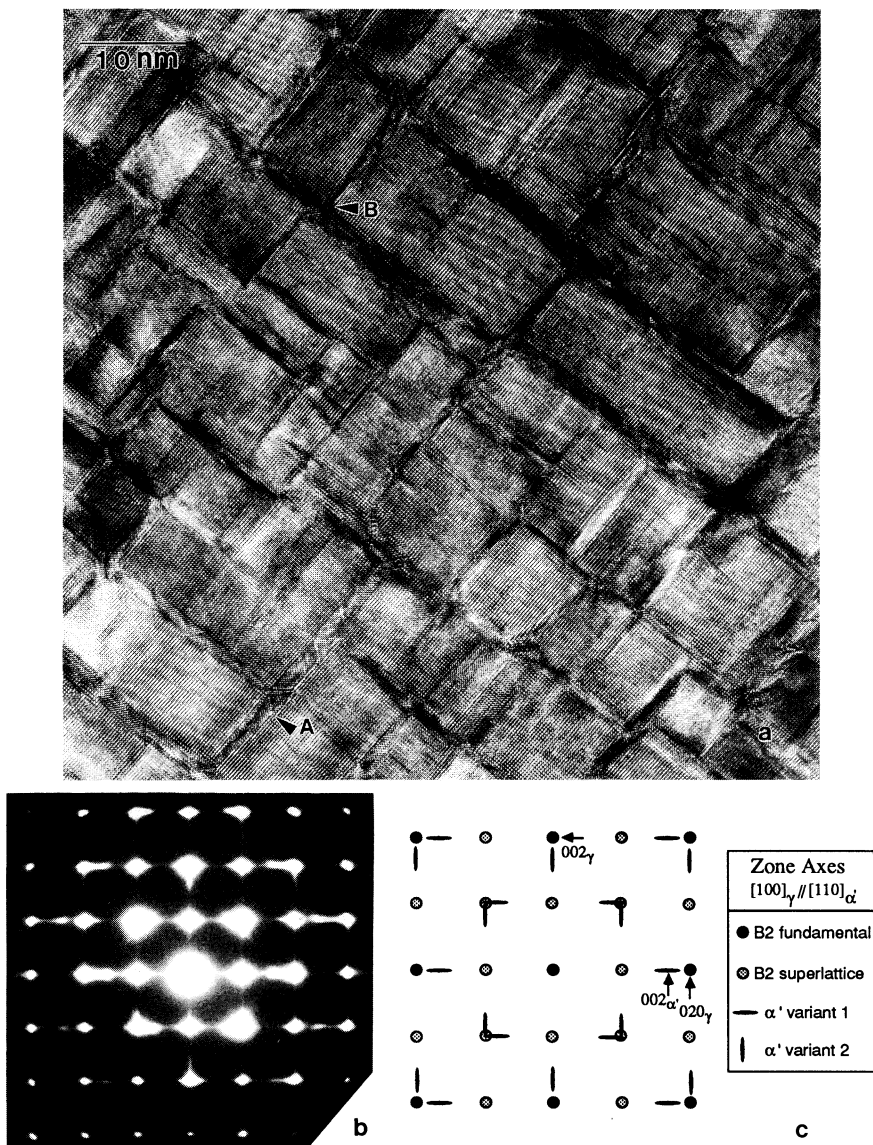 10 nm
B
A
a
002γ
002α' 020γ
b
c
Zone Axes
[100]γ // [110]α'
B2 fundamental
B2 superlattice
α' variant 1
α' variant 2